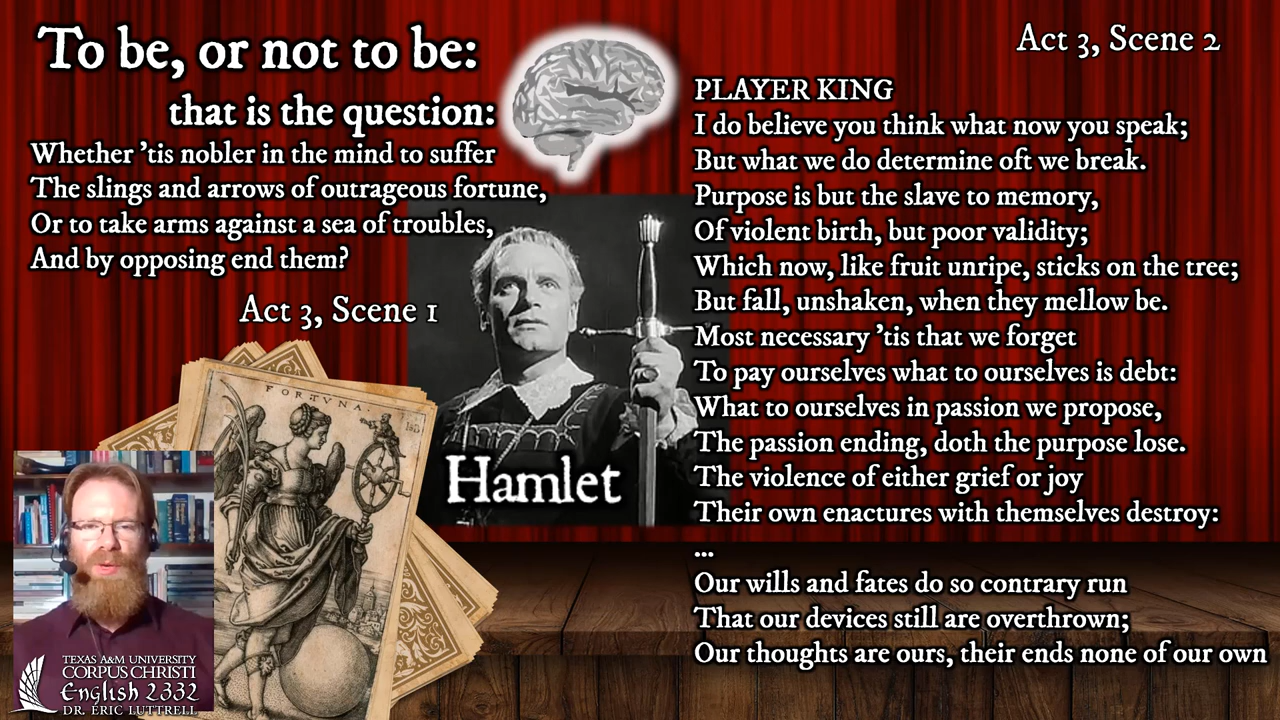 To be, or not to be:
that is the question:
Whether 'tis nobler in the mind to suffer
The slings and arrows of outrageous fortune,
Or to take arms against a sea of troubles,
And by opposing end them?
Act 3, Scene 1
FORTVNA.
Hamlet
TEXAS A&M UNIVERSITY
CORPUS CHRISTI
English 2332
DR. ERIC LUTTRELL
Act 3, Scene 2
PLAYER KING
I do believe you think what now you speak;
But what we do determine oft we break.
Purpose is but the slave to memory,
Of violent birth, but poor validity;
Which now, like fruit unripe, sticks on the tree;
But fall, unshaken, when they mellow be.
Most necessary 'tis that we forget
To pay ourselves what to ourselves is debt:
What to ourselves in passion we propose,
The passion ending, doth the purpose lose.
The violence of either grief or joy
Their own enactures with themselves destroy:
...
Our wills and fates do so contrary run
That our devices still are overthrown;
Our thoughts are ours, their ends none of our own